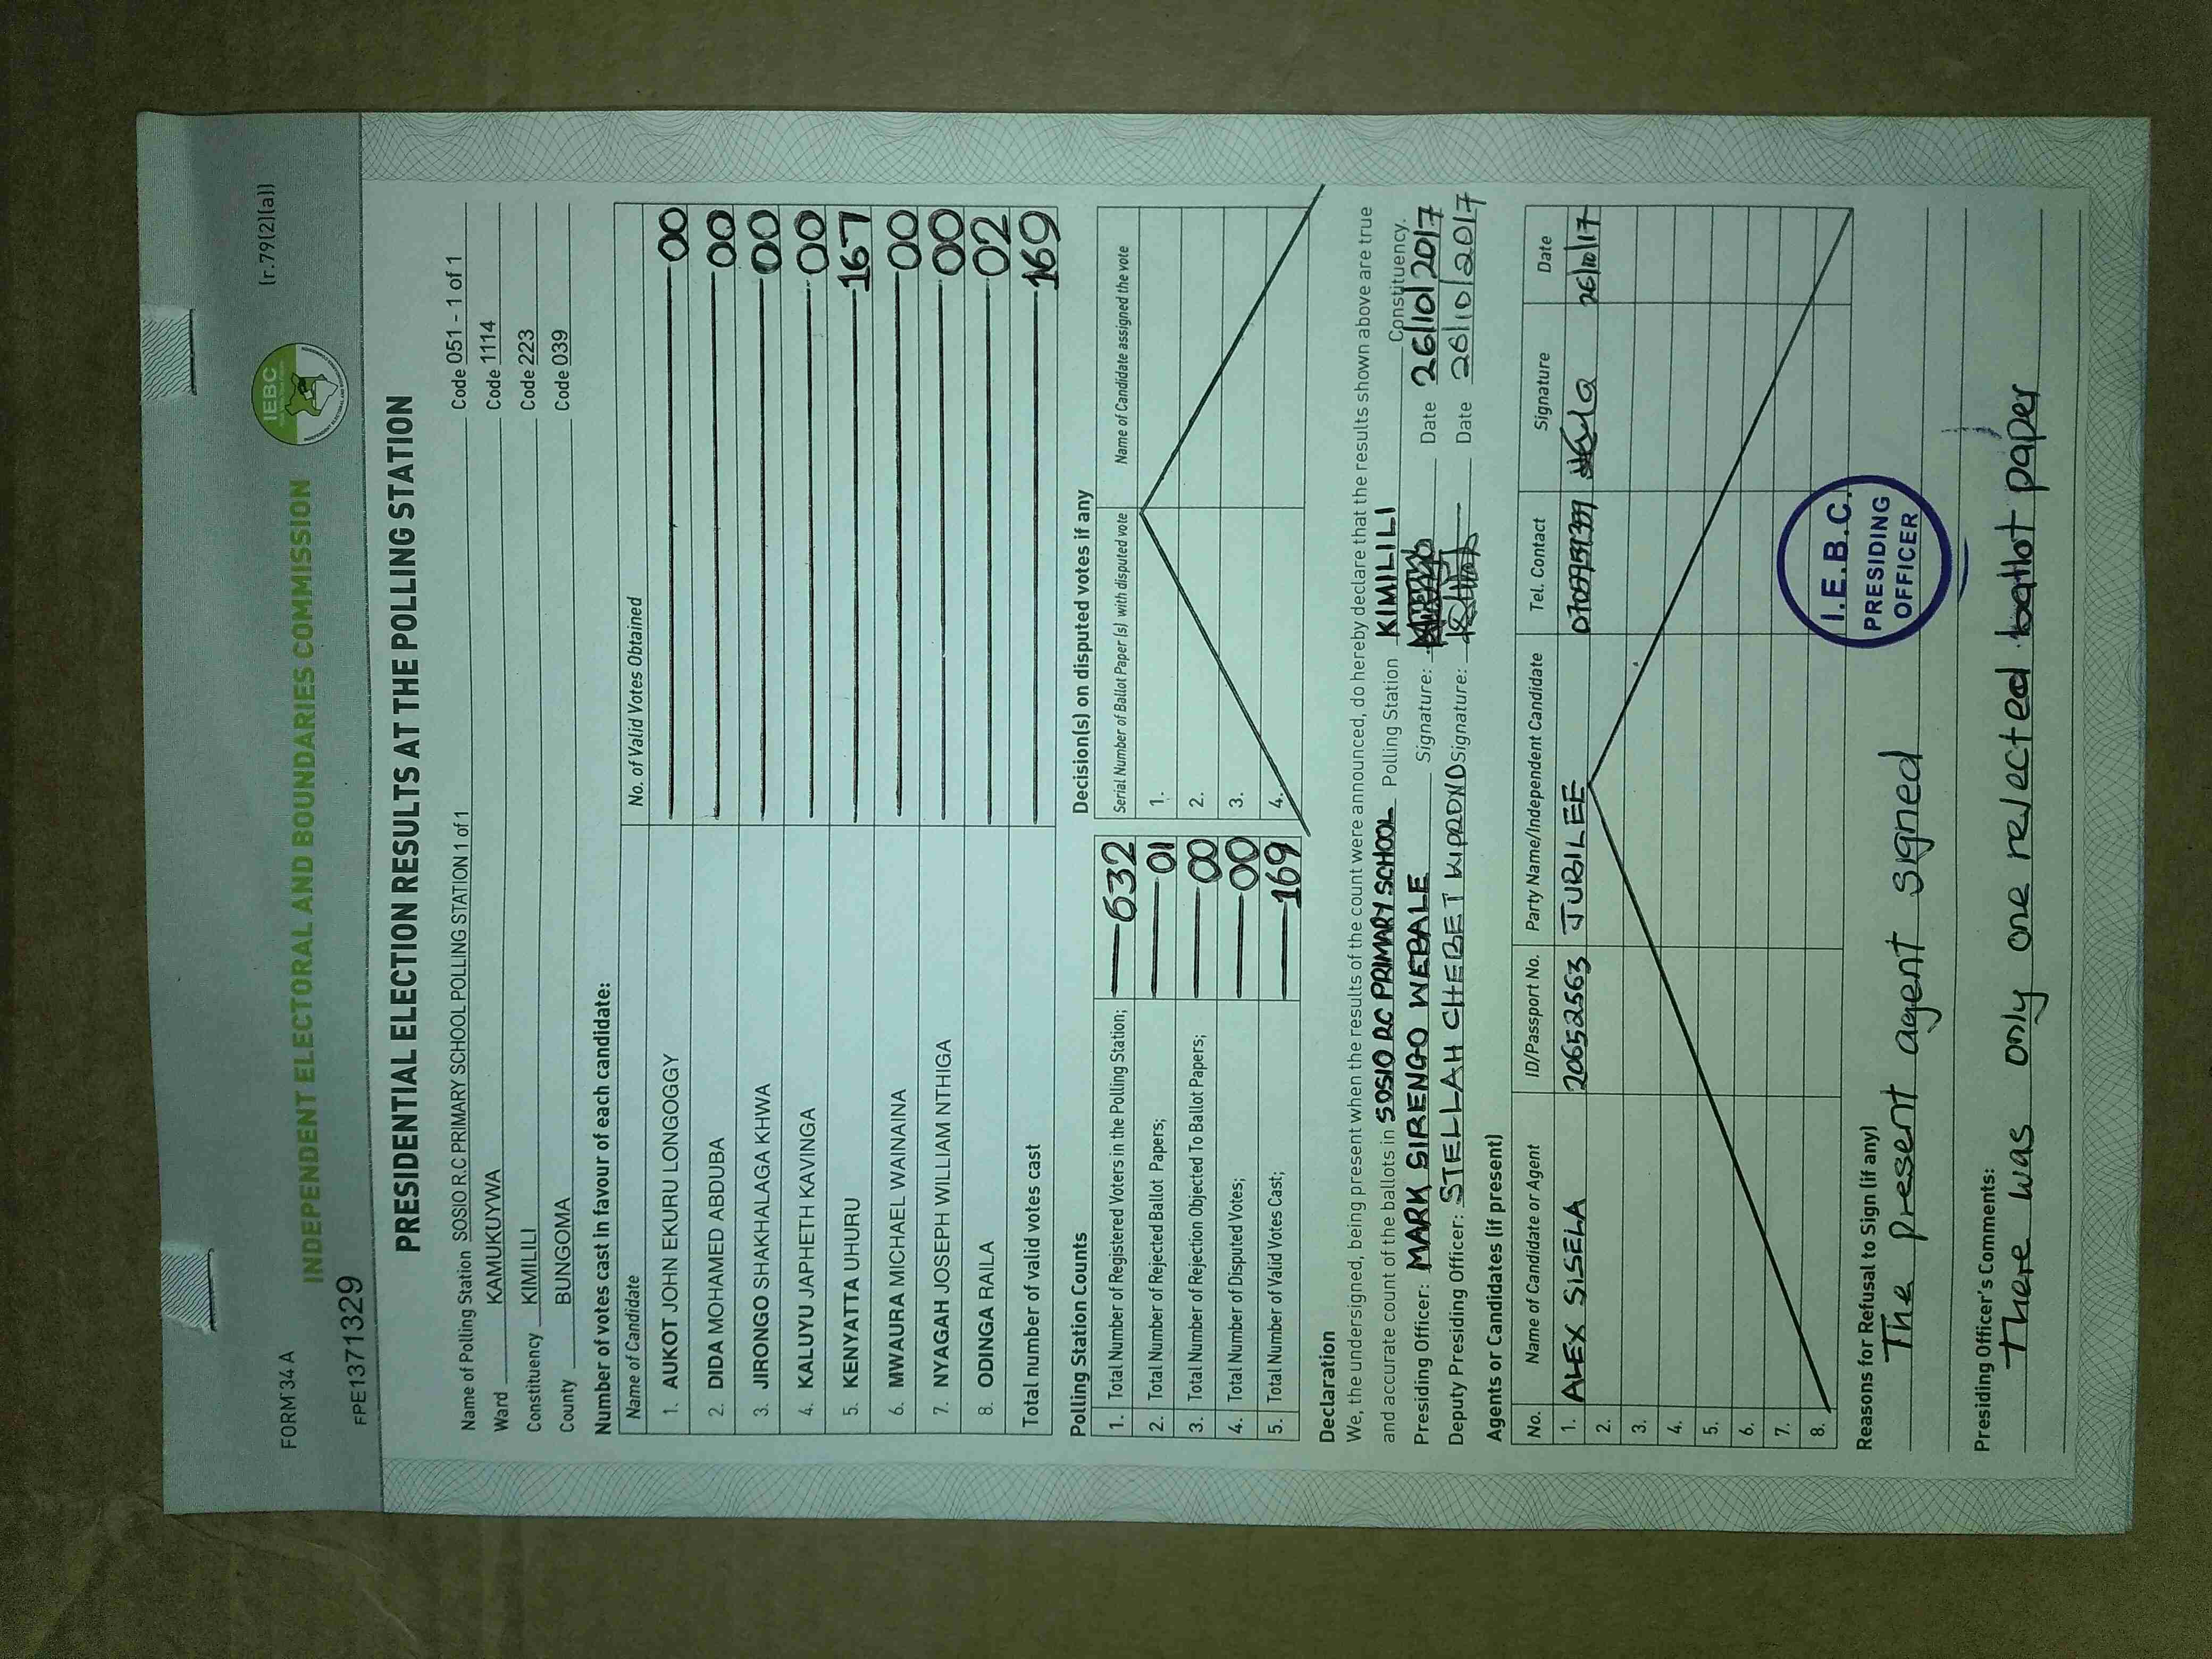 FORM 34 A
[r.79(2)(a)]
IEBC
INDEPENDENT ELECTORAL AND BOUNDARIES COMMISSION
FPE1371329
PRESIDENTIAL ELECTION RESULTS AT THE POLLING STATION
Name of Polling Station SOSIO R.C PRIMARY SCHOOL POLLING STATION 1 of 1 Code 051 - 1 of 1
Ward KAMUKUYWA Code 1114
Constituency KIMILILI Code 223
County BUNGOMA Code 039
Number of votes cast in favour of each candidate:
Name of Candidate No. of Valid Votes Obtained
1. AUKOT JOHN EKURU LONGOGGY 00
2. DIDA MOHAMED ABDUBA 00
3. JIRONGO SHAKHALAGA KHWA 00
4. KALUYU JAPHETH KAVINGA 00
5. KENYATTA UHURU 167
6. MWAURA MICHAEL WAINAINA 00
7. NYAGAH JOSEPH WILLIAM NTHIGA 00
8. ODINGA RAILA 02
Total number of valid votes cast 169
Polling Station Counts
1. Total Number of Registered Voters in the Polling Station; 632
2. Total Number of Rejected Ballot Papers; 01
3. Total Number of Rejection Objected To Ballot Papers; 00
4. Total Number of Disputed Votes; 00
5. Total Number of Valid Votes Cast; 169
Decision(s) on disputed votes if any
Serial Number of Ballot Paper (s) with disputed vote Name of Candidate assigned the vote
1.
2.
3.
4.
Declaration
We, the undersigned, being present when the results of the count were announced, do hereby declare that the results shown above are true
and accurate count of the ballots in SOSIO RC PRIMARY SCHOOL Polling Station KIMILILI Constituency.
Presiding Officer: MARK SIRENGO WEBALE Signature: Date 26/10/2017
Deputy Presiding Officer: STELLAH CHEBET KIPROND Signature: Date 26/10/2017
Agents or Candidates (if present)
No. Name of Candidate or Agent ID/Passport No. Party Name/Independent Candidate Tel. Contact Signature Date
1. ALEX SISELA 20652563 JUBILEE 26/10/17
2.
3.
4.
5.
6.
7.
8.
I.E.B.C.
PRESIDING
OFFICER
Reasons for Refusal to Sign (if any)
The present agent signed
Presiding Officer's Comments:
There was only one rejected ballot paper